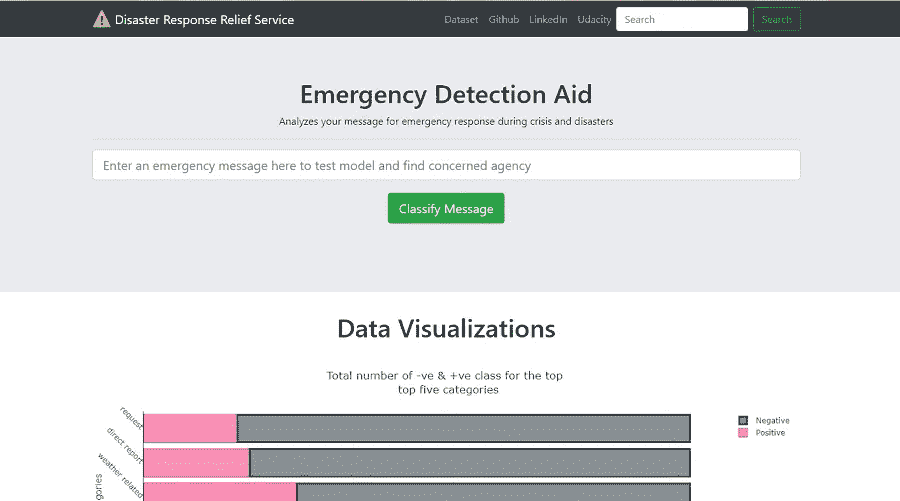 Disaster Response Relief Service
Dataset Github LinkedIn Udacity Search Search
Emergency Detection Aid
Analyzes your message for emergency response during crisis and disasters
Enter an emergency message here to test model and find concerned agency
Classify Message
Data Visualizations
Total number of -ve & +ve class for the top
top five categories
request
direct report
weather related
Negative
Positive